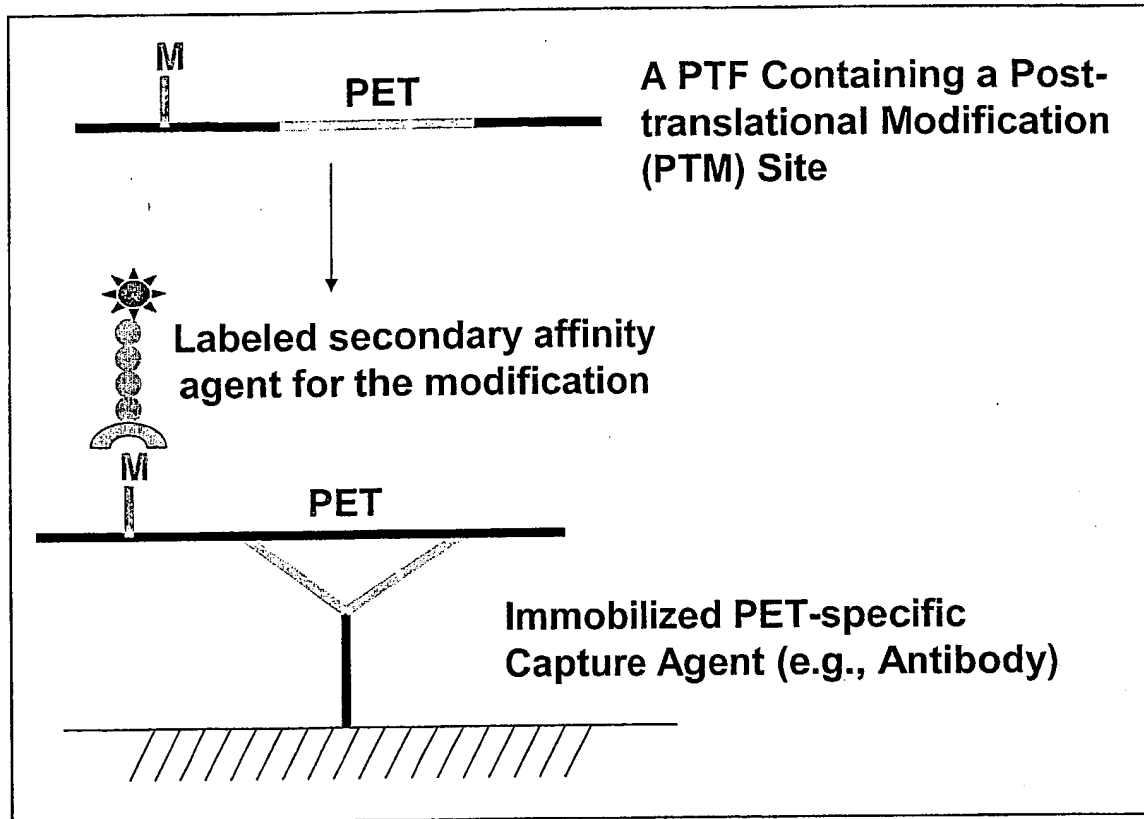 M
PET
A PTF Containing a Post-
translational Modification
(PTM) Site
Labeled secondary affinity
agent for the modification
M
PET
Immobilized PET-specific
Capture Agent (e.g., Antibody)